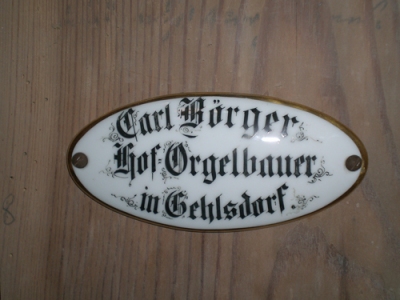 Carl Börger
Hof-Orgelbauer
in Gehlsdorf.